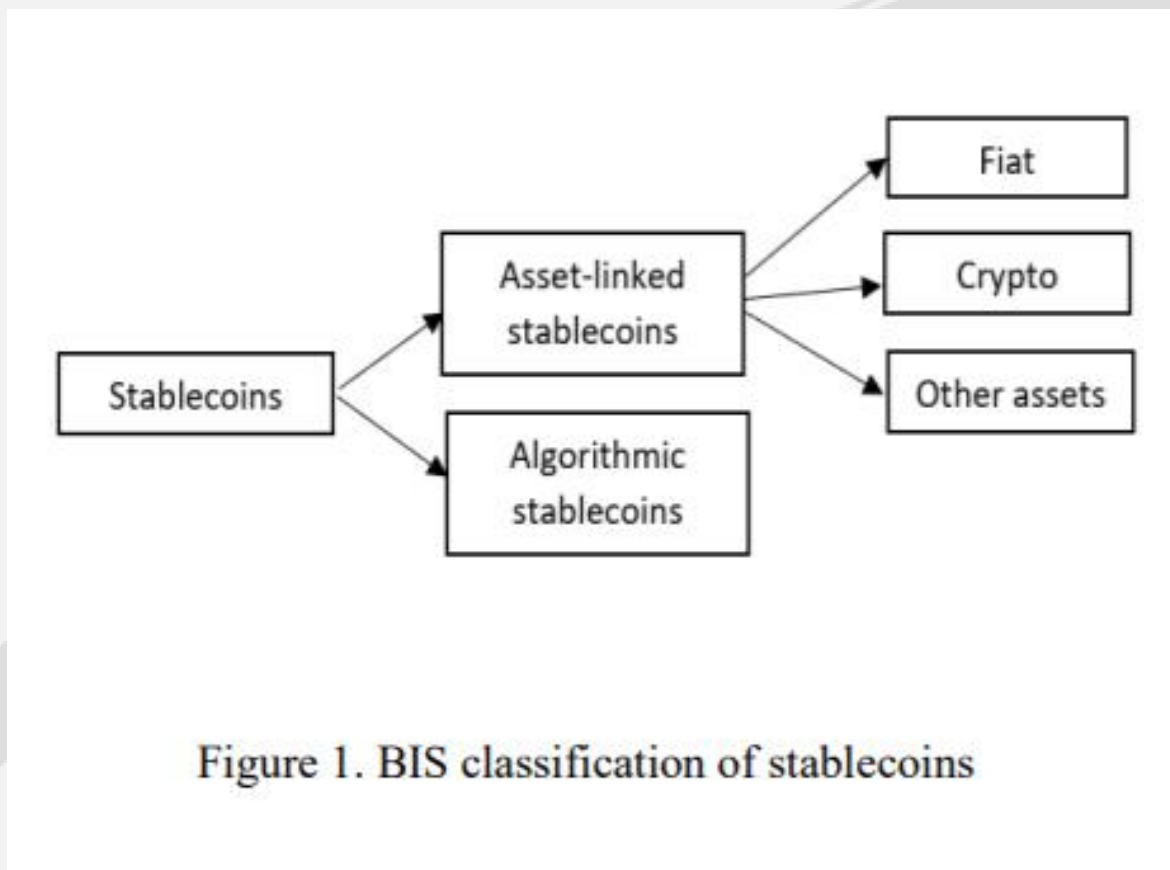 Stablecoins
Asset-linked
stablecoins
Algorithmic
stablecoins
Fiat
Crypto
Other assets
Figure 1. BIS classification of stablecoins